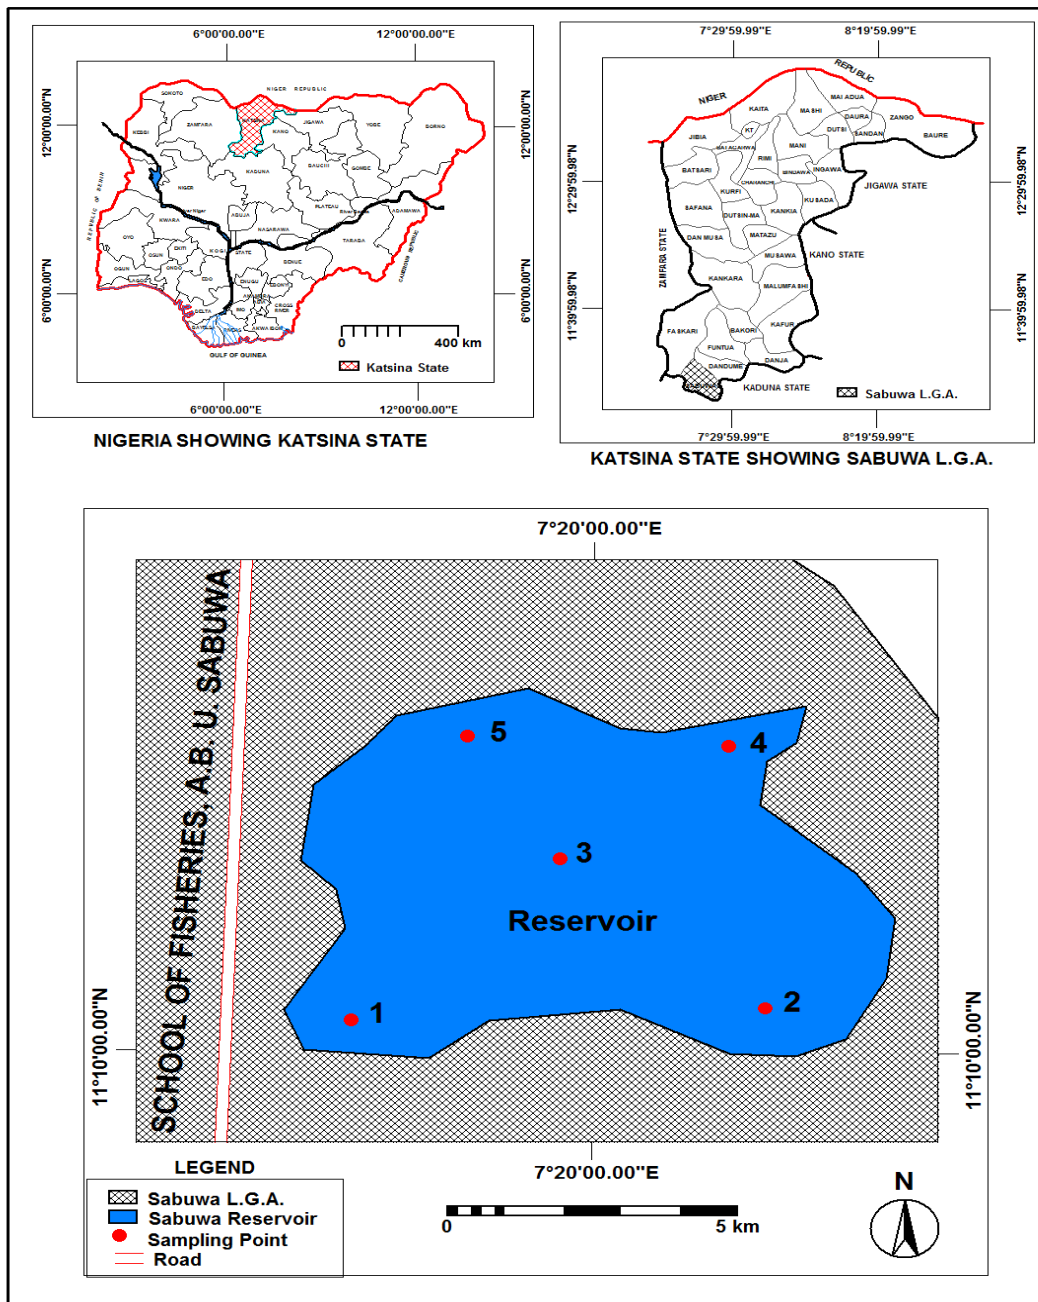 6°00'00.00"E
12°00'00.00"E
12°00'00.00"N
6°00'00.00"N
12°00'00.00"N
6°00'00.00"N
NIGER REPUBLIC
SOKOTO
ZAMFARA
KATSINA
KANO
JIGAWA
YOBE
BORNO
KEBBI
BAUCHI
GOMBE
KADUNA
NIGER
PLATEAU
ADAMAWA
REPUBLIC OF BENIN
KWARA
ABUJA
NASARAWA
TARABA
OYO
EKITI
KOGI
STATE
BENUE
CAMEROON REPUBLIC
OSUN
OGUN
ONDO
EDO
ENUGU
EBONYI
LAGOS
ANAMBRA
ABIA
IMO
CROSS
RIVER
DELTA
BAYELSA
AKWA IBOM
GULF OF GUINEA
0 400 km
Katsina State
6°00'00.00"E
12°00'00.00"E
NIGERIA SHOWING KATSINA STATE
7°29'59.99"E
8°19'59.99"E
12°29'59.98"N
11°39'59.98"N
12°29'59.98"N
11°39'59.98"N
NIGER
REPUBLIC
KAITA
MASHI
MAI ADUA
DAURA
ZANGO
JIBIA
KT
BATAGARWA
DUTSI
SANDAN
BAURE
RIMI
MANI
BATSARI
BINDAWA
INGAWA
CHARANCHI
JIGAWA STATE
KURFI
KUSADA
SAFANA
DUTSIN-MA
KANKIA
DAN MUSA
MATAZU
MUSAWA
KANO STATE
ZAMFARA STATE
KANKARA
MALUMFASHI
FASKARI
BAKORI
KAFUR
FUNTUA
DANDUME
DANJA
SABUWA
KADUNA STATE
Sabuwa L.G.A.
7°29'59.99"E
8°19'59.99"E
KATSINA STATE SHOWING SABUWA L.G.A.
7°20'00.00"E
SCHOOL OF FISHERIES, A.B. U. SABUWA
5
4
3
Reservoir
1
2
11°10'00.00"N
11°10'00.00"N
7°20'00.00"E
LEGEND
Sabuwa L.G.A.
Sabuwa Reservoir
Sampling Point
Road
0 5 km
N